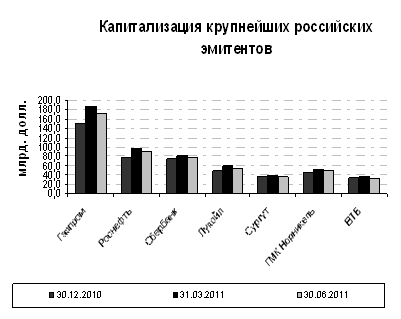 Капитализация крупнейших российских
эмитентов
млрд. долл.
200,0
180,0
160,0
140,0
120,0
100,0
80,0
60,0
40,0
20,0
0,0
Газпром
Роснефть
Сбербанк
Лукойл
Сургут
ГМК Норникель
ВТБ
30.12.2010
31.03.2011
30.06.2011